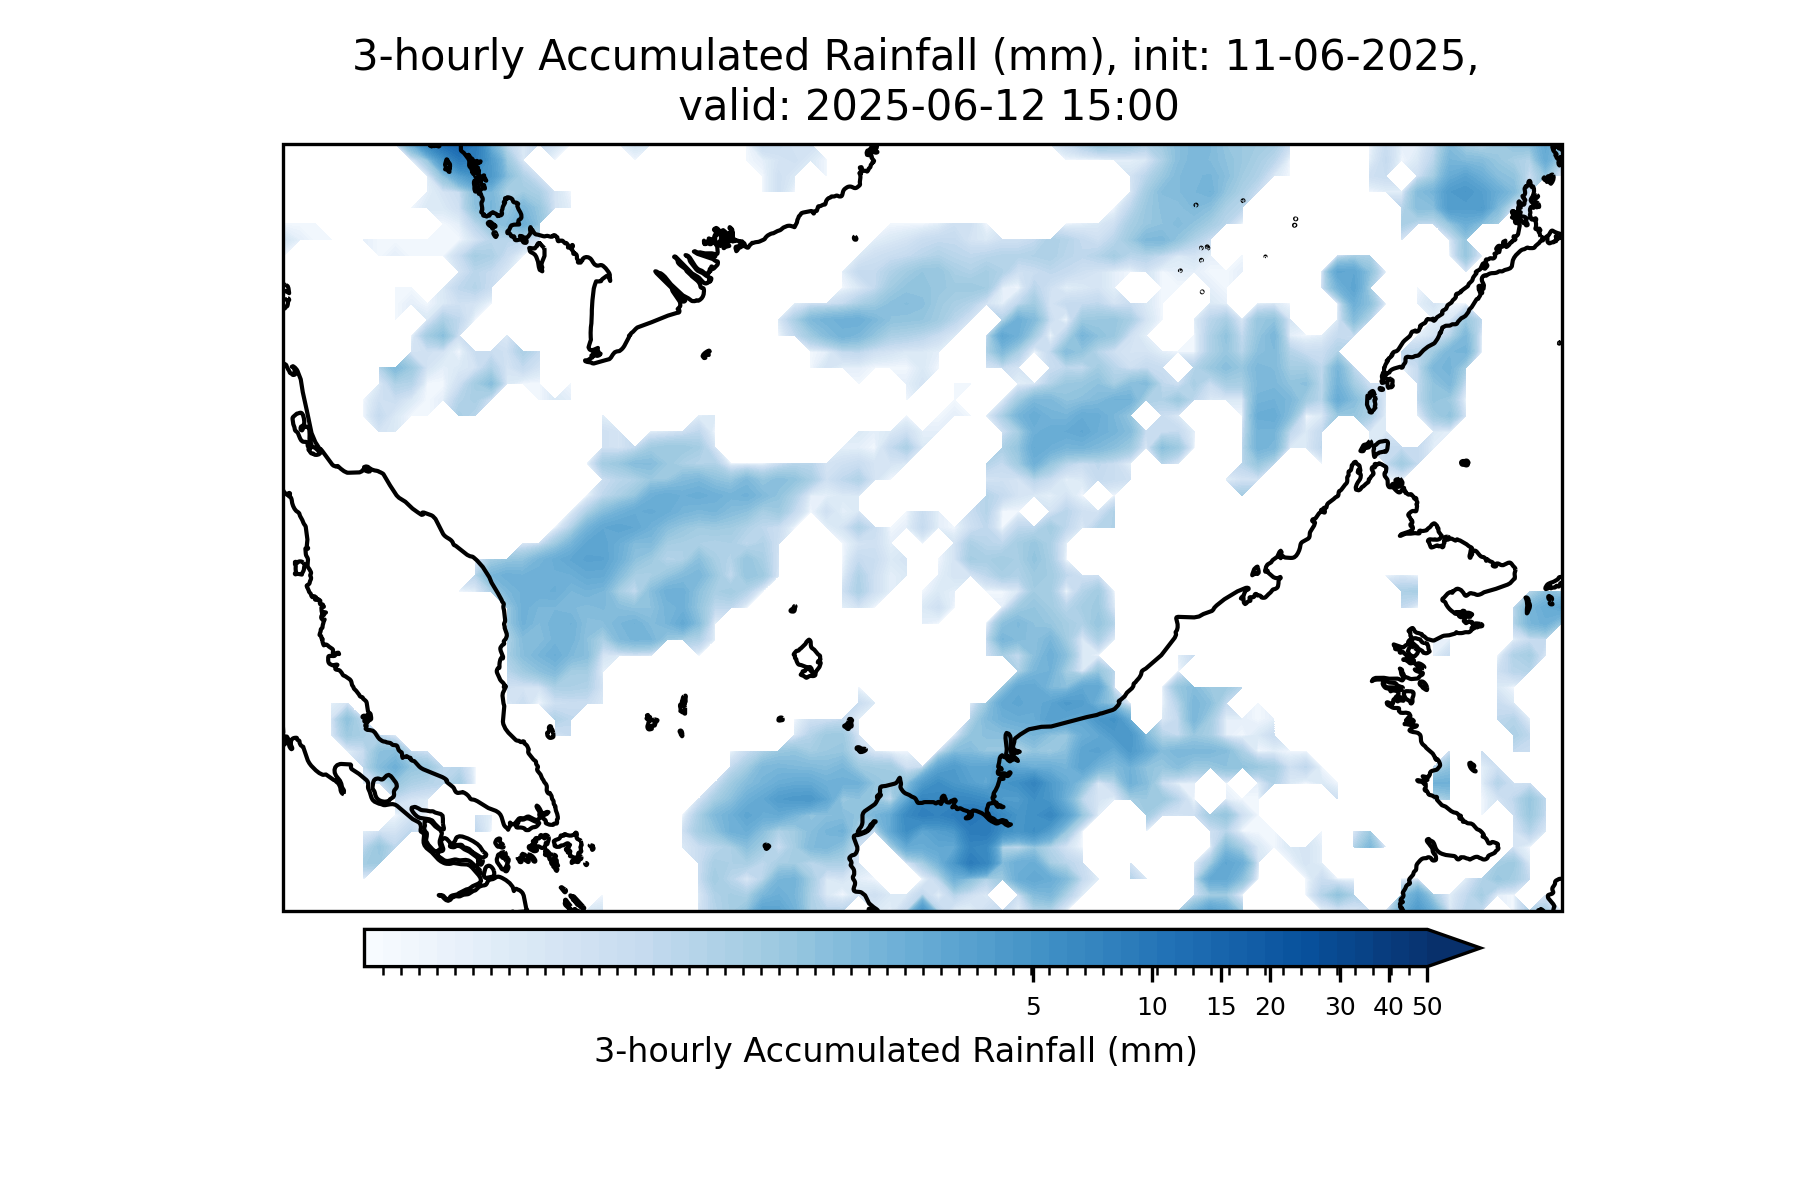 3-hourly Accumulated Rainfall (mm), init: 11-06-2025,
valid: 2025-06-12 15:00
5 10 15 20 30 40 50
3-hourly Accumulated Rainfall (mm)